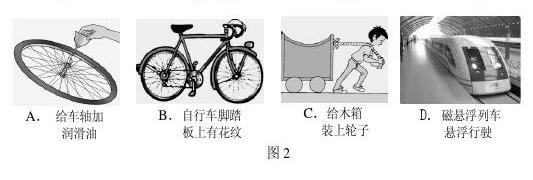 A. 给车轴加
润滑油
B. 自行车脚踏
板上有花纹
C. 给木箱
装上轮子
D. 磁悬浮列车
悬浮行驶
图2